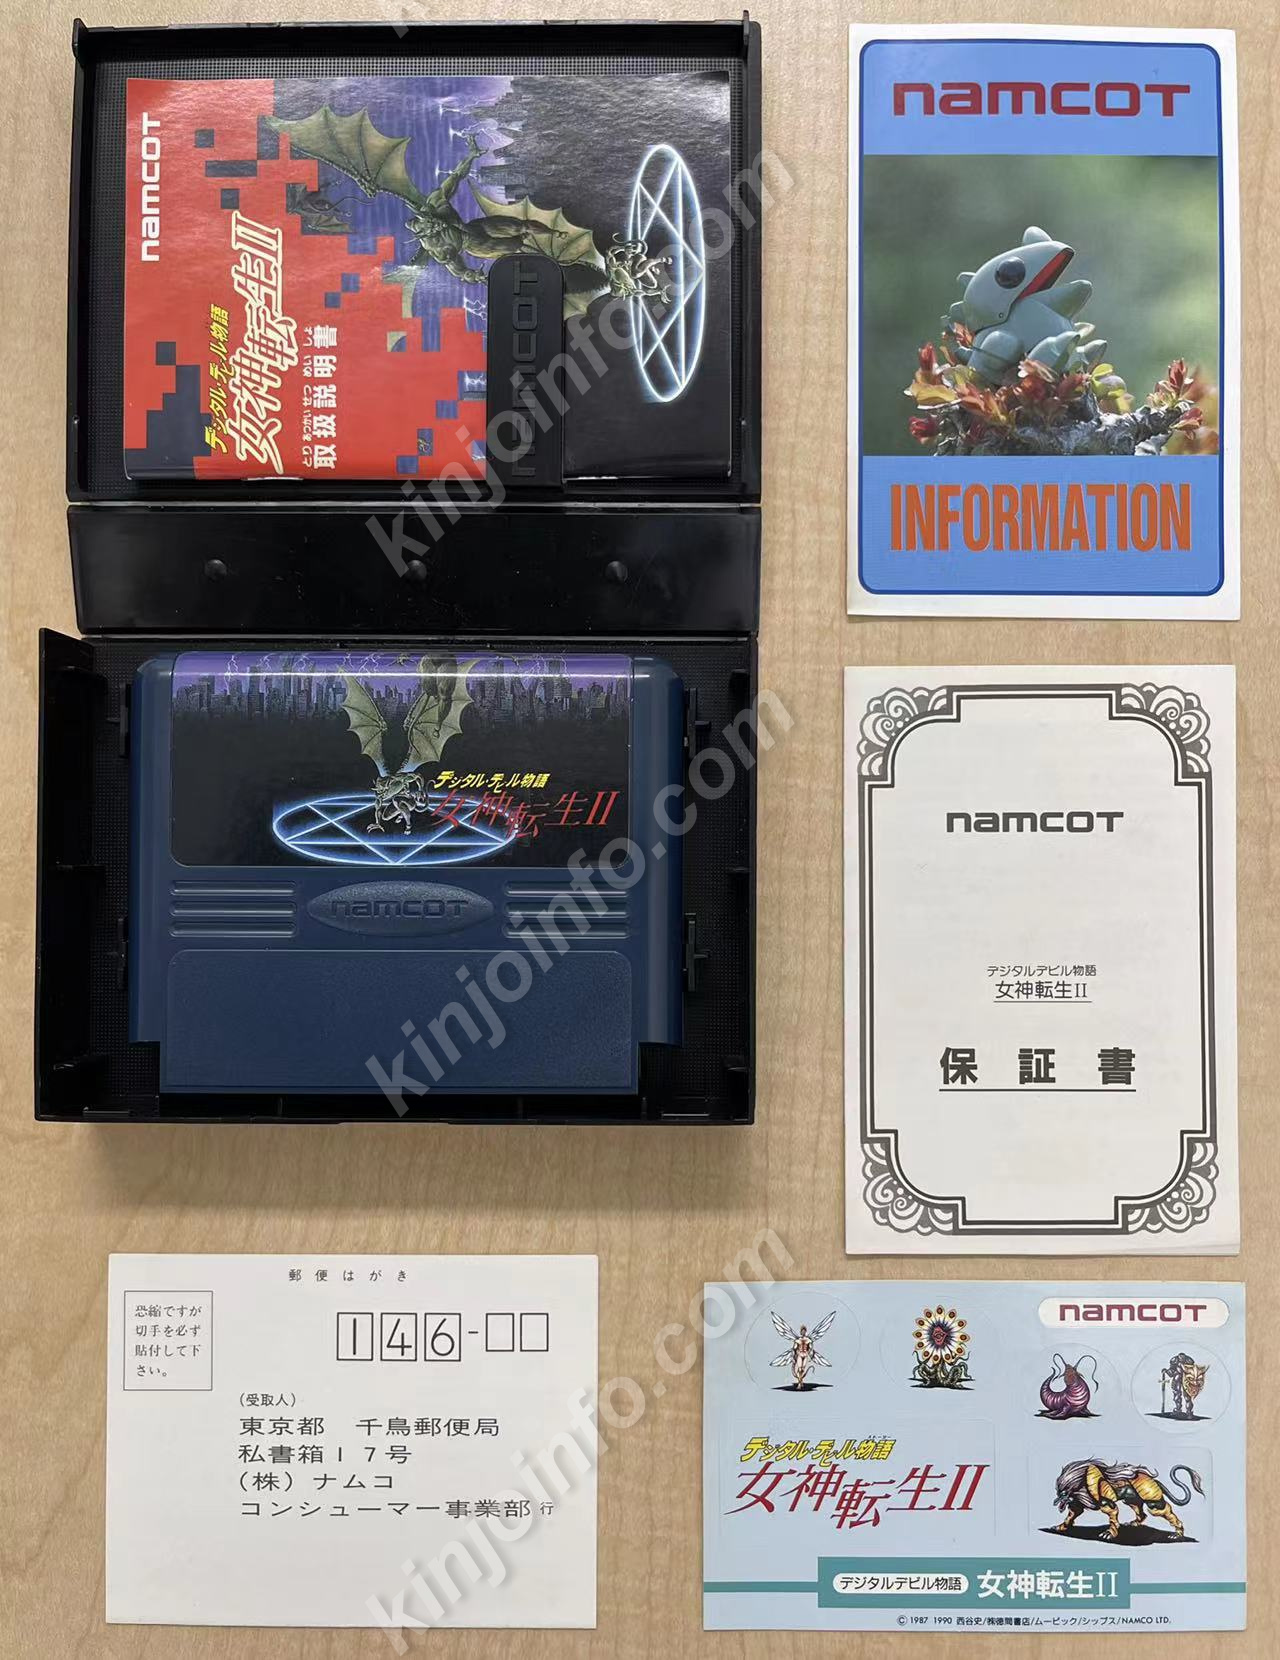 namcot
デジタル・デビル物語
女神転生II
とり あつかい せつ めい しょ
取扱説明書
namcot
namcot
INFORMATION
デジタル・デビル物語
女神転生II
namcot
namcot
デジタルデビル物語
女神転生II
保証書
郵便はがき
恐縮ですが
切手を必ず
貼付して下
さい。
146-
(受取人)
東京都 千鳥郵便局
私書箱17号
(株)ナムコ
コンシューマー事業部 行
namcot
ストーリー
デジタル・デビル物語
女神転生II
デジタルデビル物語 女神転生II
© 1987 1990 西谷史/㈱徳間書店/ムービック/シップス/NAMCO LTD.
kinjoinfo.com
kinjoinfo.com
kinjoinfo.com